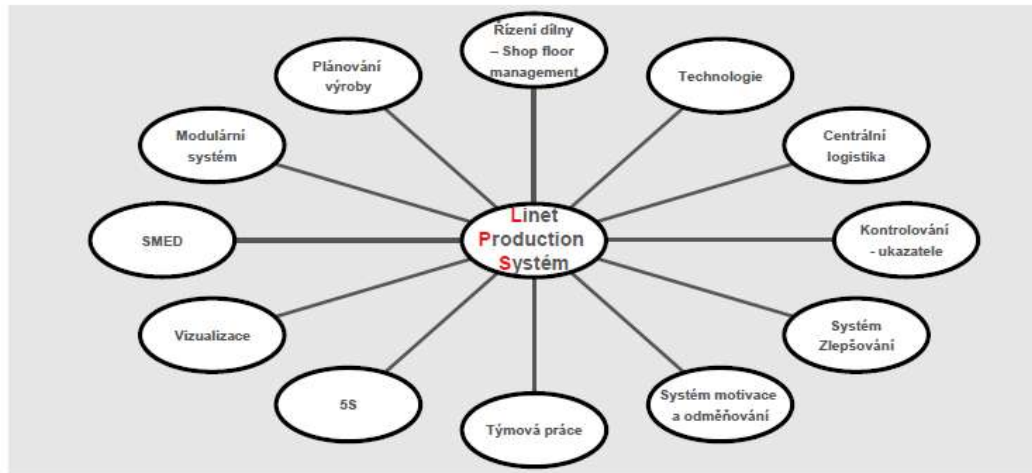 Řízení dílny
– Shop floor
management
Technologie
Centrální
logistika
Kontrolování
- ukazatele
Systém
Zlepšování
Systém motivace
a odměňování
Týmová práce
5S
Vizualizace
SMED
Modulární
systém
Plánování
výroby
Linet
Production
Systém